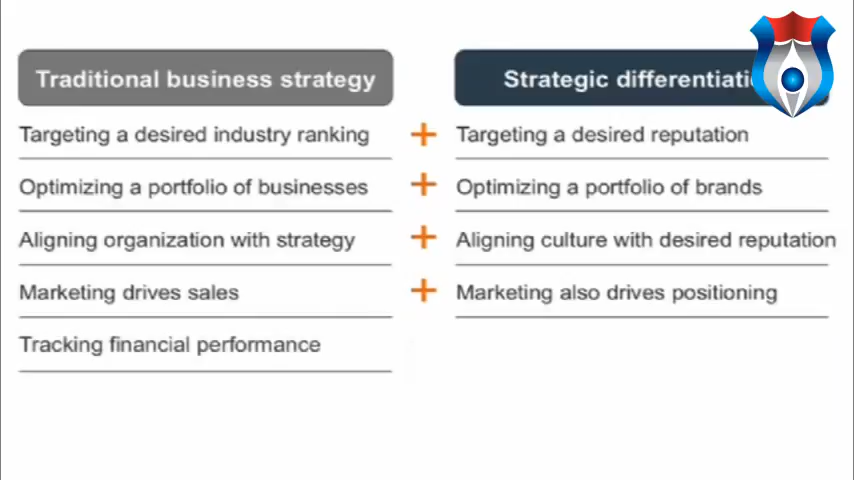 Traditional business strategy
Strategic
Targeting a desired industry ranking + Targeting a desired reputation
Optimizing a portfolio of businesses + Optimizing a portfolio of brands
Aligning organization with strategy + Aligning culture with desired reputation
Marketing drives sales + Marketing also drives positioning
Tracking financial performance